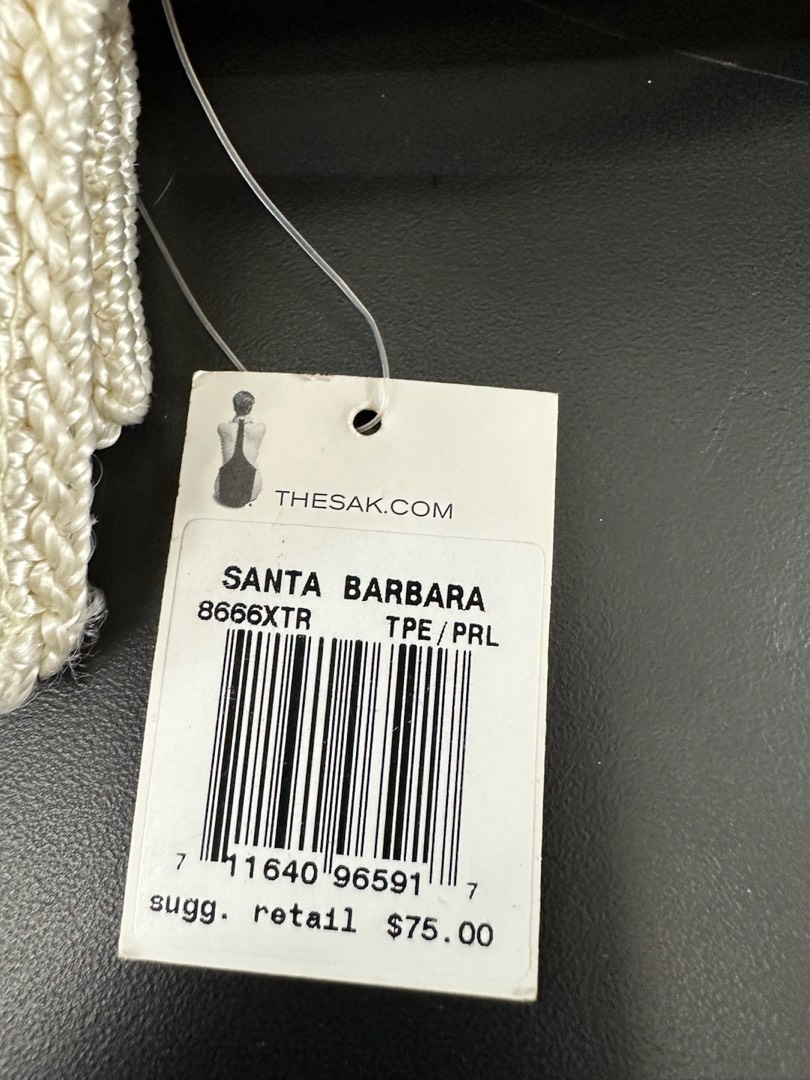 THESAK.COM
SANTA BARBARA
8666XTR TPE/PRL
7 11640 96591 7
sugg. retail $75.00